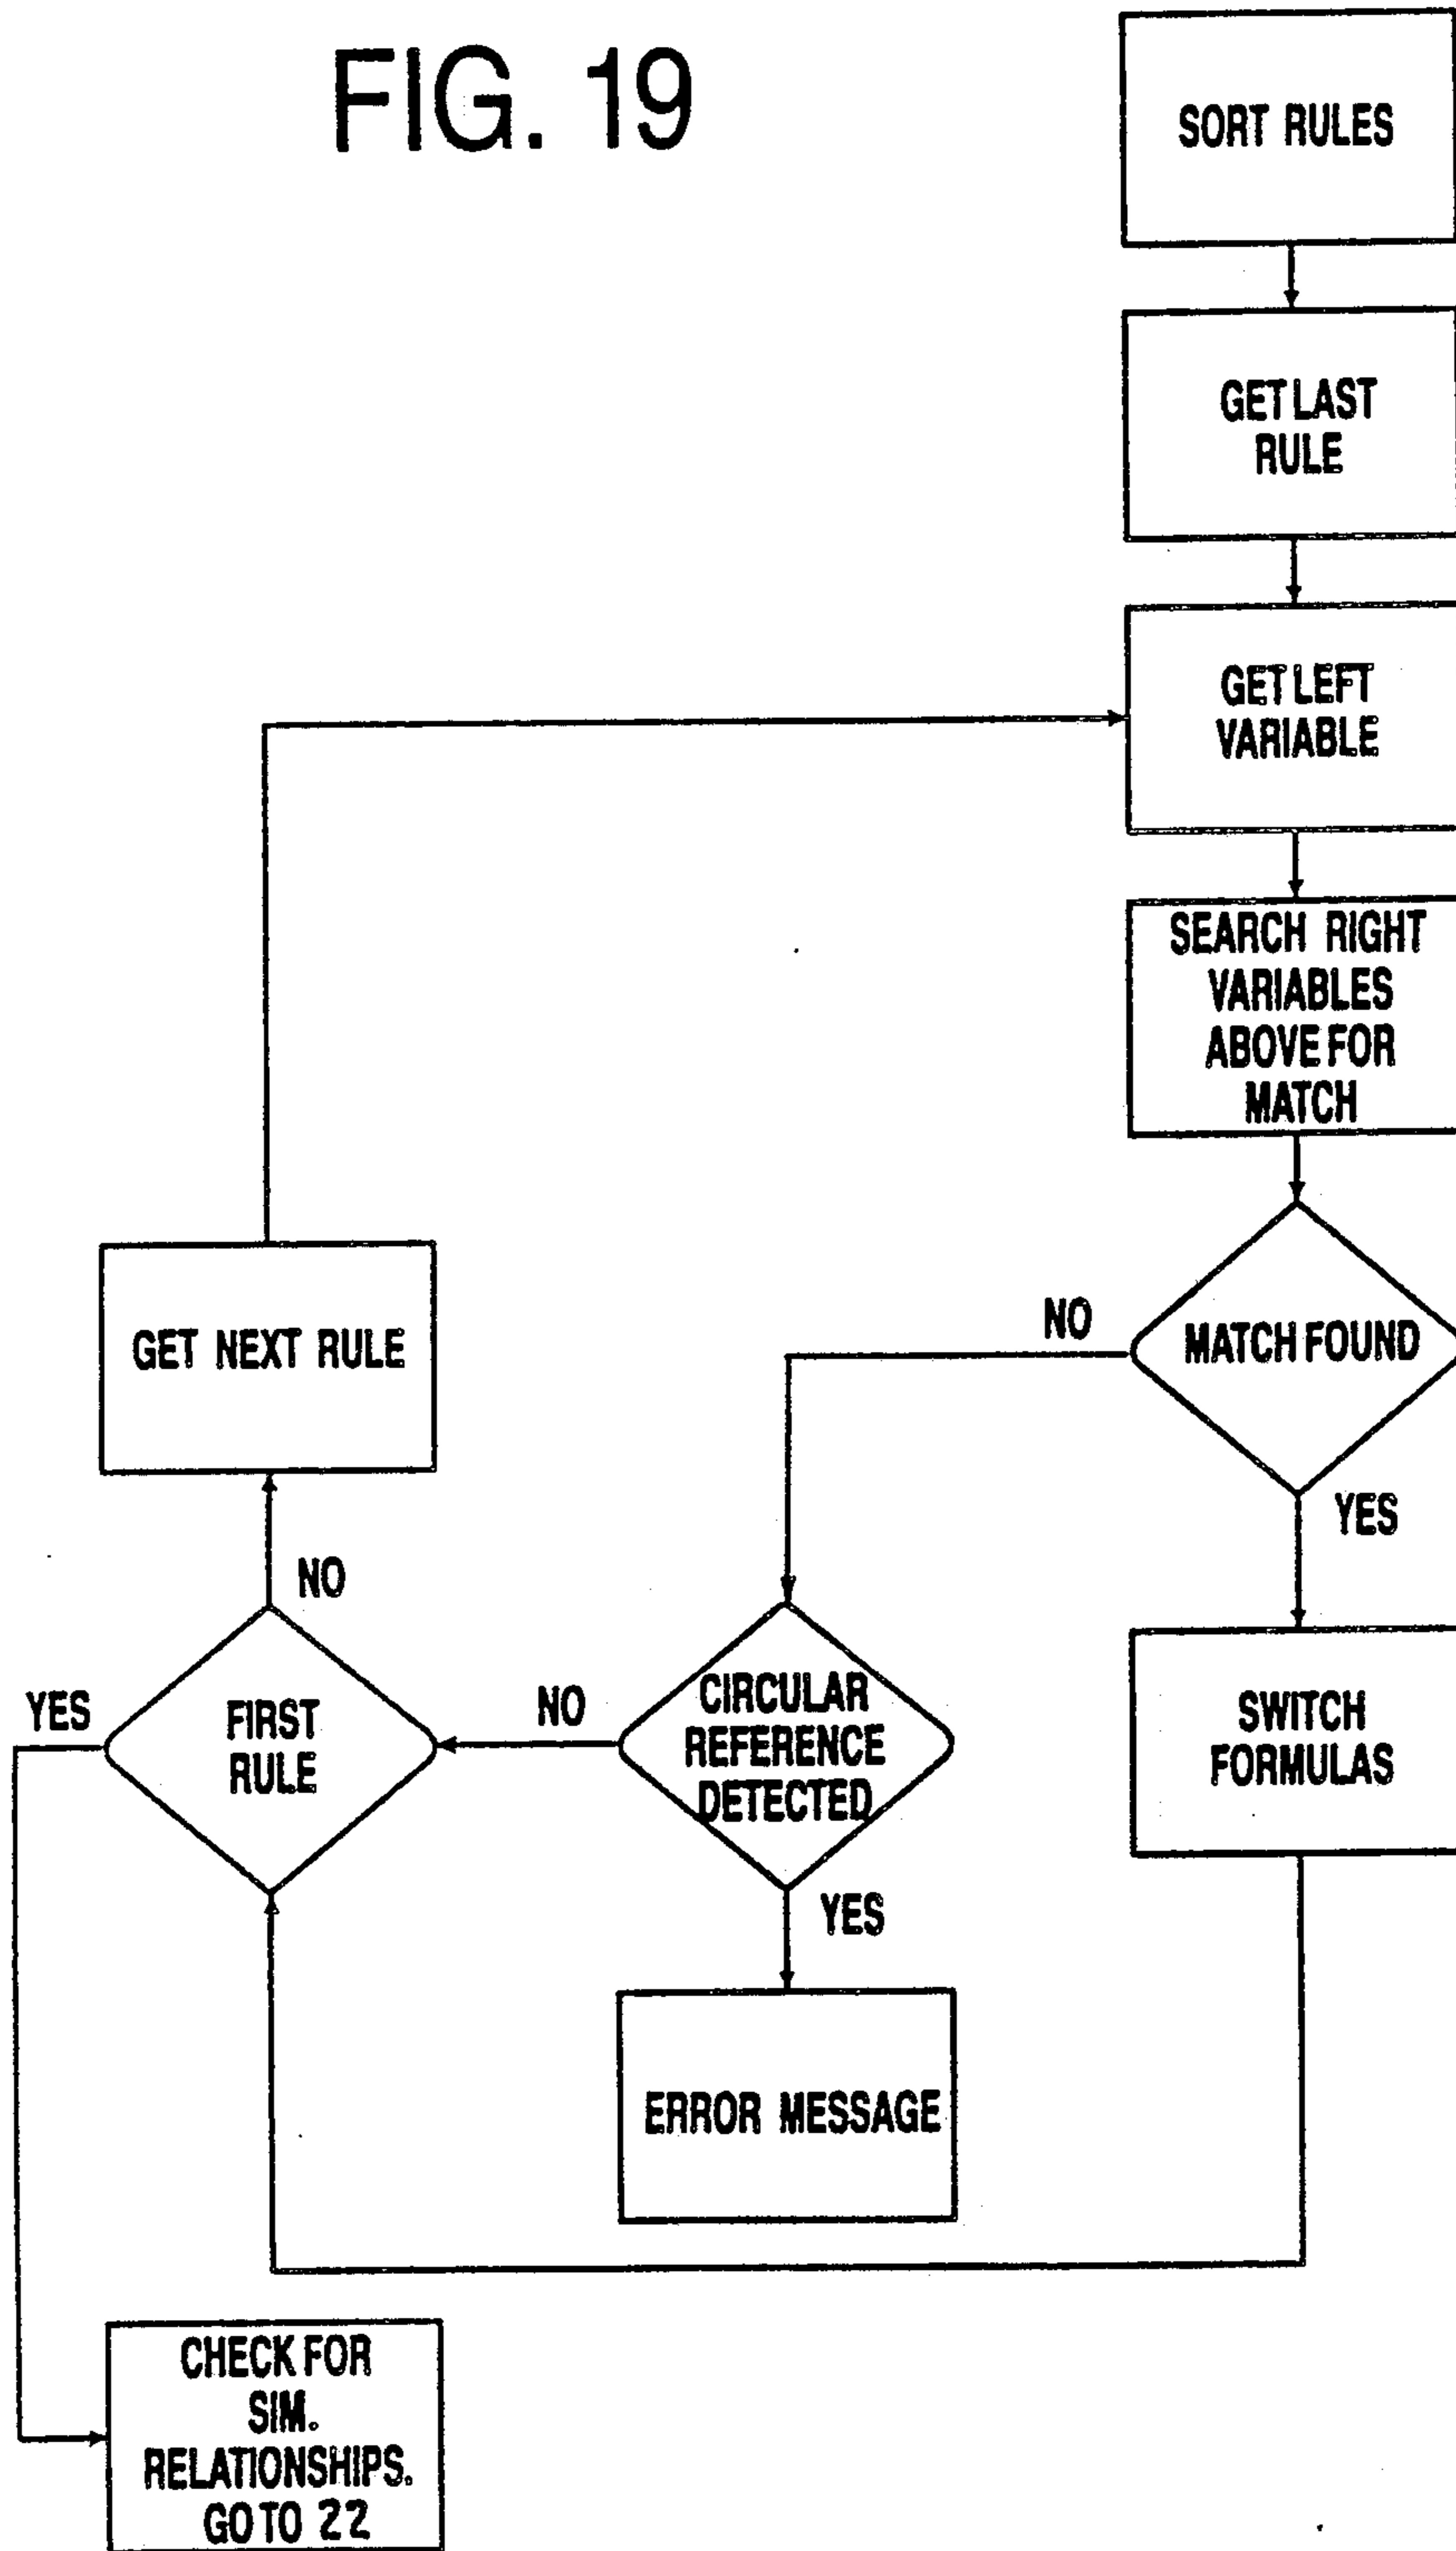 FIG. 19
SORT RULES
GET LAST
RULE
GET LEFT
VARIABLE
SEARCH RIGHT
VARIABLES
ABOVE FOR
MATCH
MATCH FOUND
NO
YES
SWITCH
FORMULAS
CIRCULAR
REFERENCE
DETECTED
NO
YES
ERROR MESSAGE
FIRST
RULE
NO
YES
GET NEXT RULE
CHECK FOR
SIM.
RELATIONSHIPS.
GO TO 22